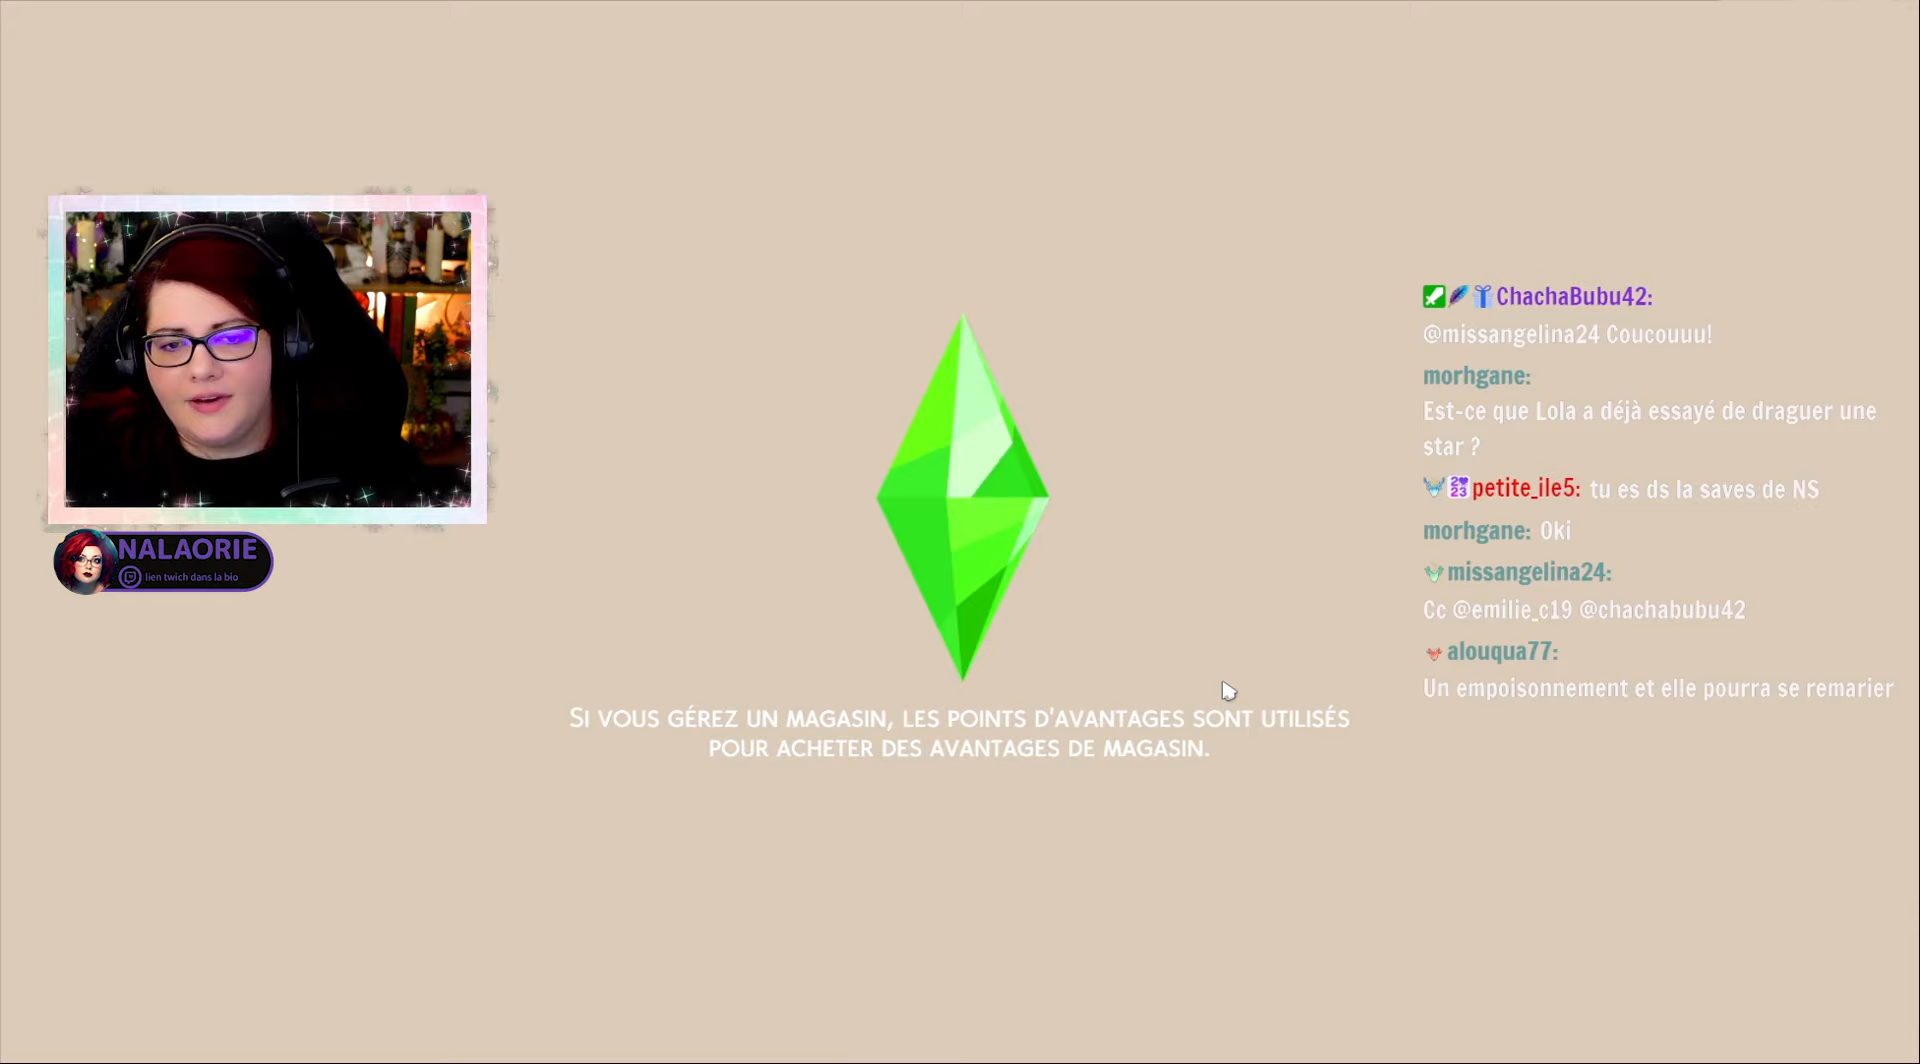 NALAORIE
lien twich dans la bio
SI VOUS GÉREZ UN MAGASIN, LES POINTS D'AVANTAGES SONT UTILISÉS
POUR ACHETER DES AVANTAGES DE MAGASIN.
ChachaBubu42:
@missangelina24 Coucouuu!
morhgane:
Est-ce que Lola a déjà essayé de draguer une
star ?
2 23 petite_ile5: tu es ds la saves de NS
morhgane: Oki
missangelina24:
Cc @emilie_c19 @chachabubu42
alouqua77:
Un empoisonnement et elle pourra se remarier